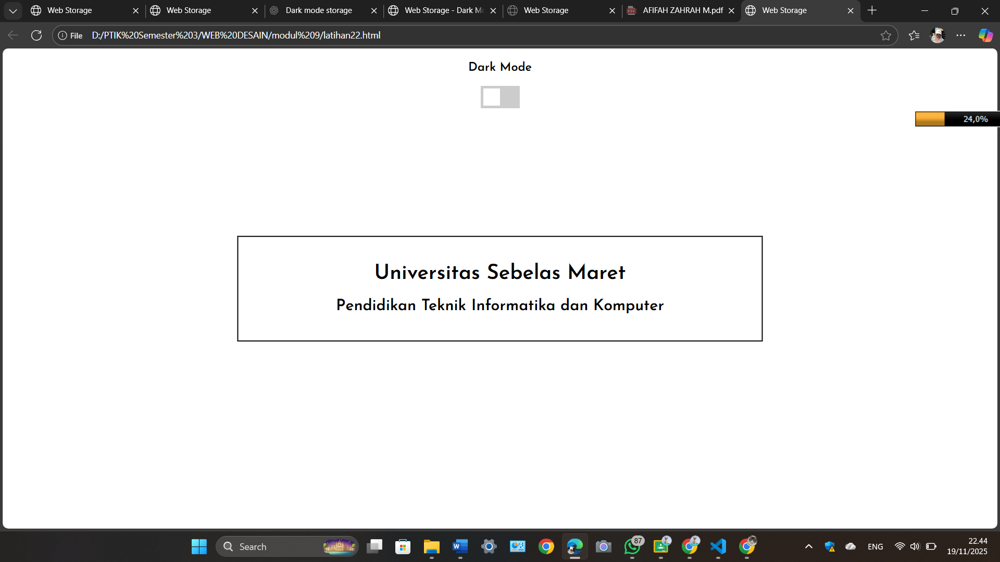 Web Storage
Web Storage
Dark mode storage
Web Storage - Dark Mo
Web Storage
AFIFAH ZAHRAH M.pdf
Web Storage
File
D:/PTIK%20Semester%203/WEB%20DESAIN/modul%209/latihan22.html
Dark Mode
24,0%
Universitas Sebelas Maret
Pendidikan Teknik Informatika dan Komputer
Search
87
ENG
22.44
19/11/2025